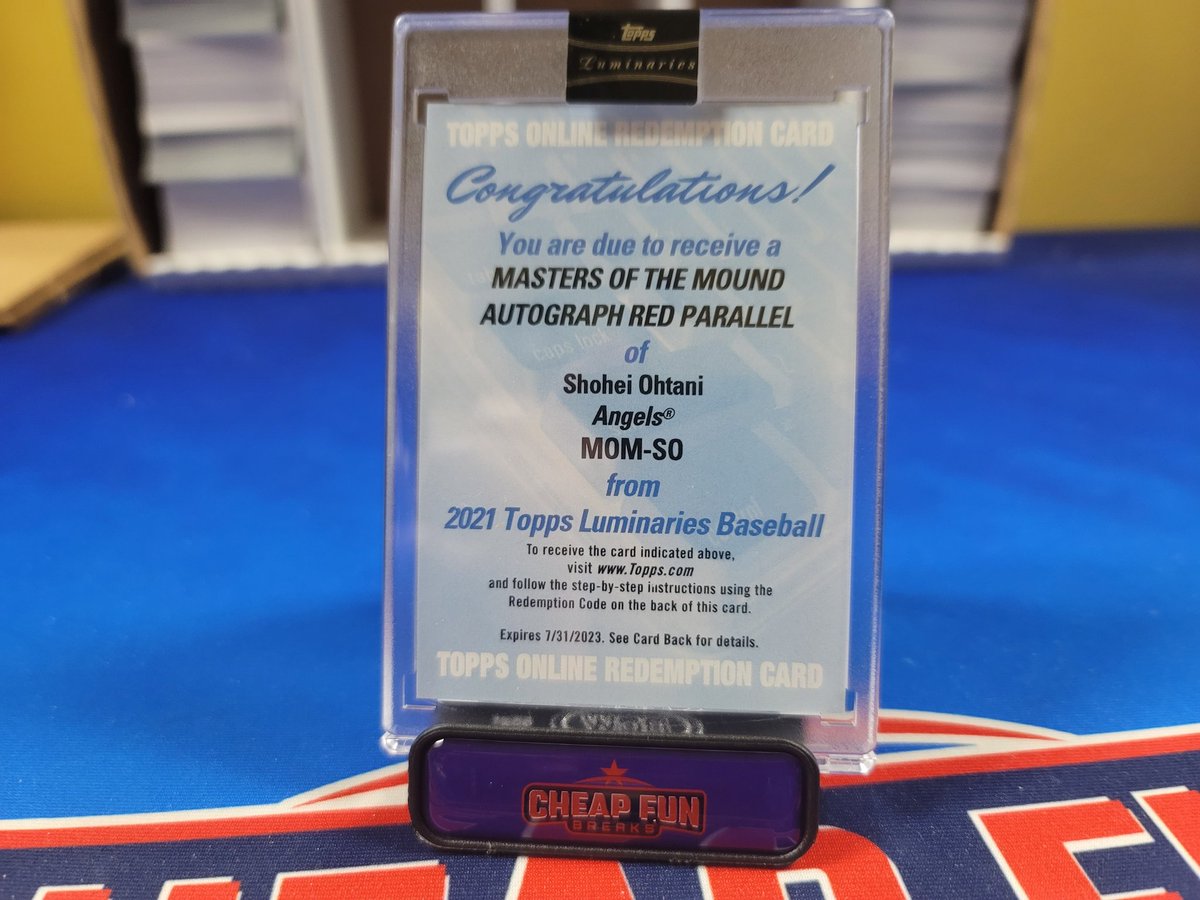 Topps
Luminaries
TOPPS ONLINE REDEMPTION CARD
Congratulations!
You are due to receive a
MASTERS OF THE MOUND
AUTOGRAPH RED PARALLEL
of
Shohei Ohtani
Angels®
MOM-SO
from
2021 Topps Luminaries Baseball
To receive the card indicated above,
visit www.Topps.com
and follow the step-by-step instructions using the
Redemption Code on the back of this card.
Expires 7/31/2023. See Card Back for details.
TOPPS ONLINE REDEMPTION CARD
CHEAP FUN
BREAKS